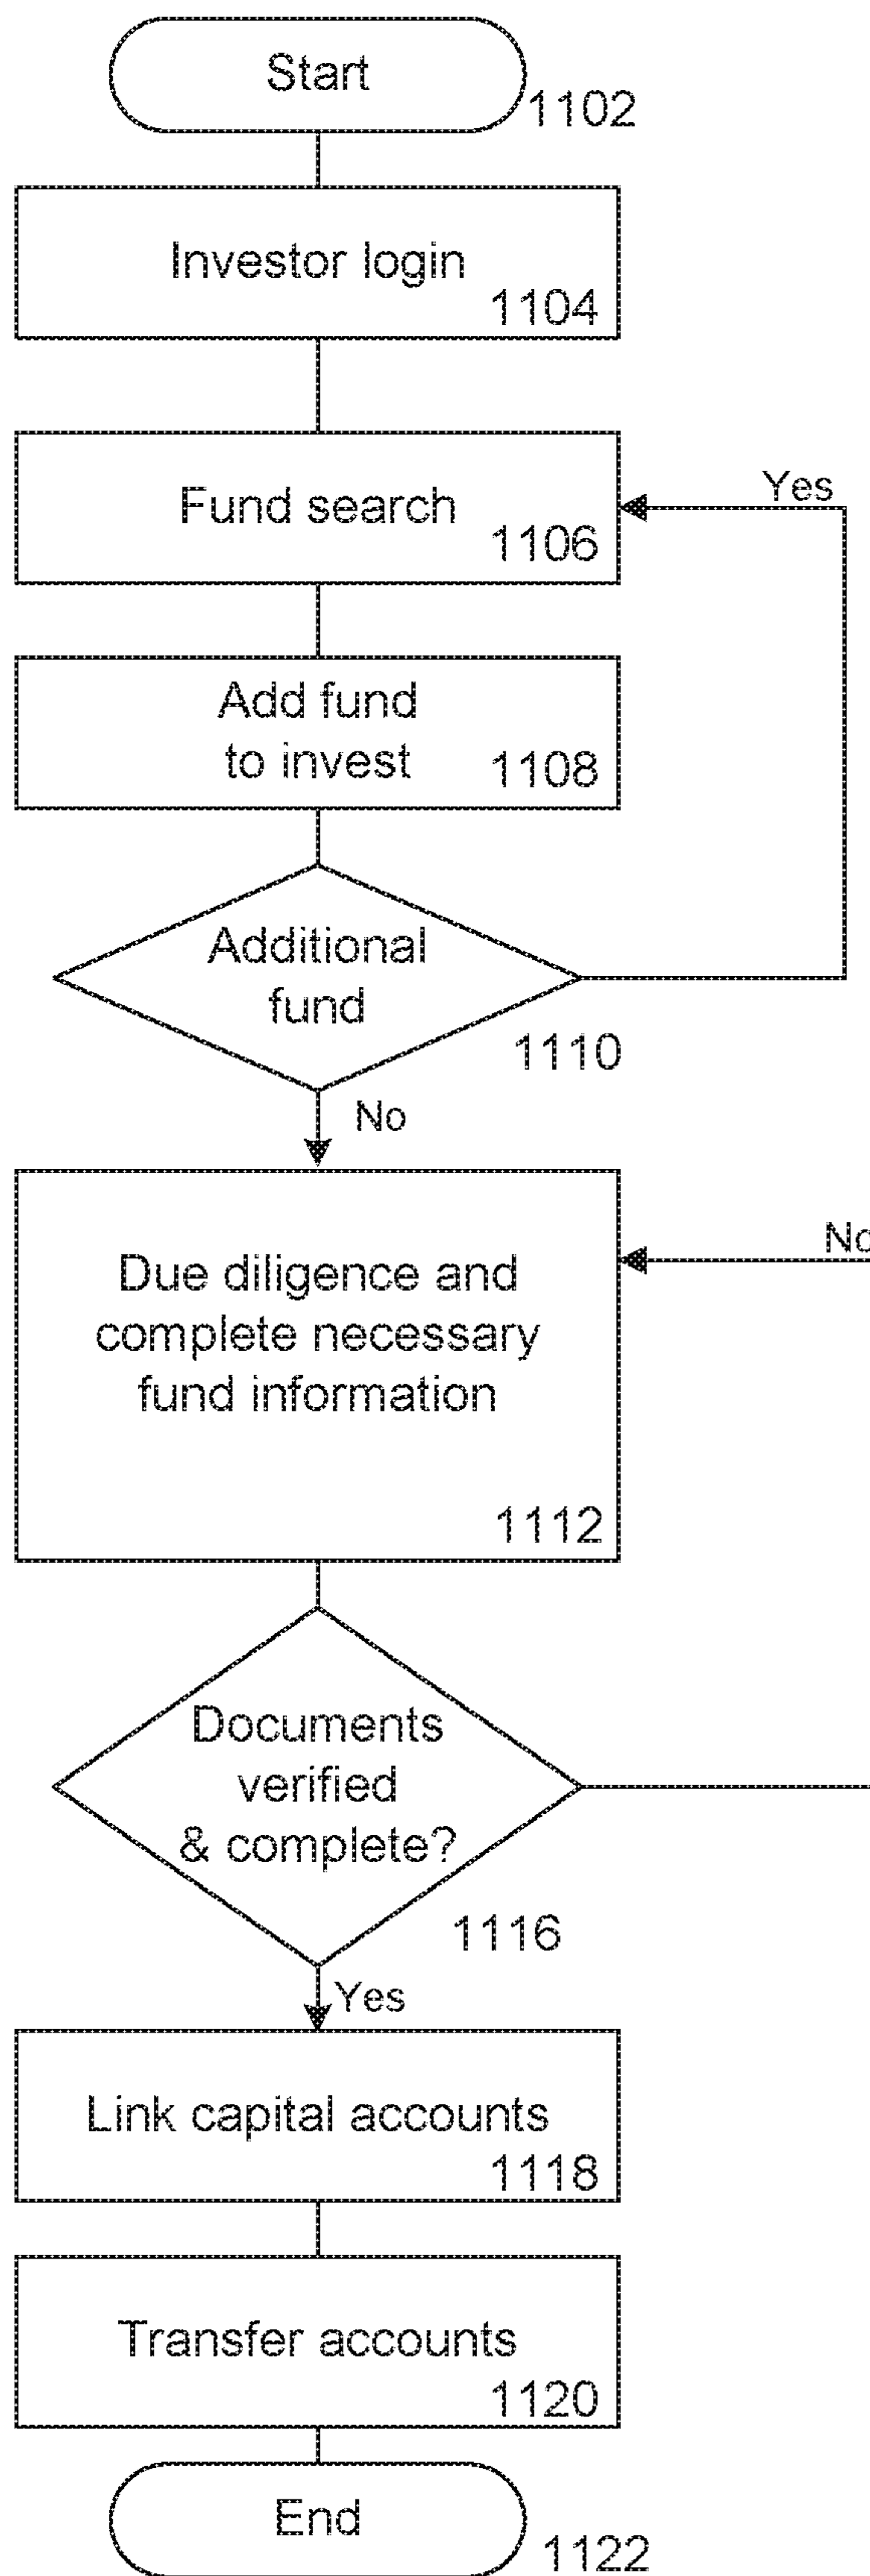 Start
1102
Investor login
1104
Fund search
1106
Yes
Add fund
to invest
1108
Additional
fund
1110
No
Due diligence and
complete necessary
fund information
1112
No
Documents
verified
& complete?
1116
Yes
Link capital accounts
1118
Transfer accounts
1120
End
1122